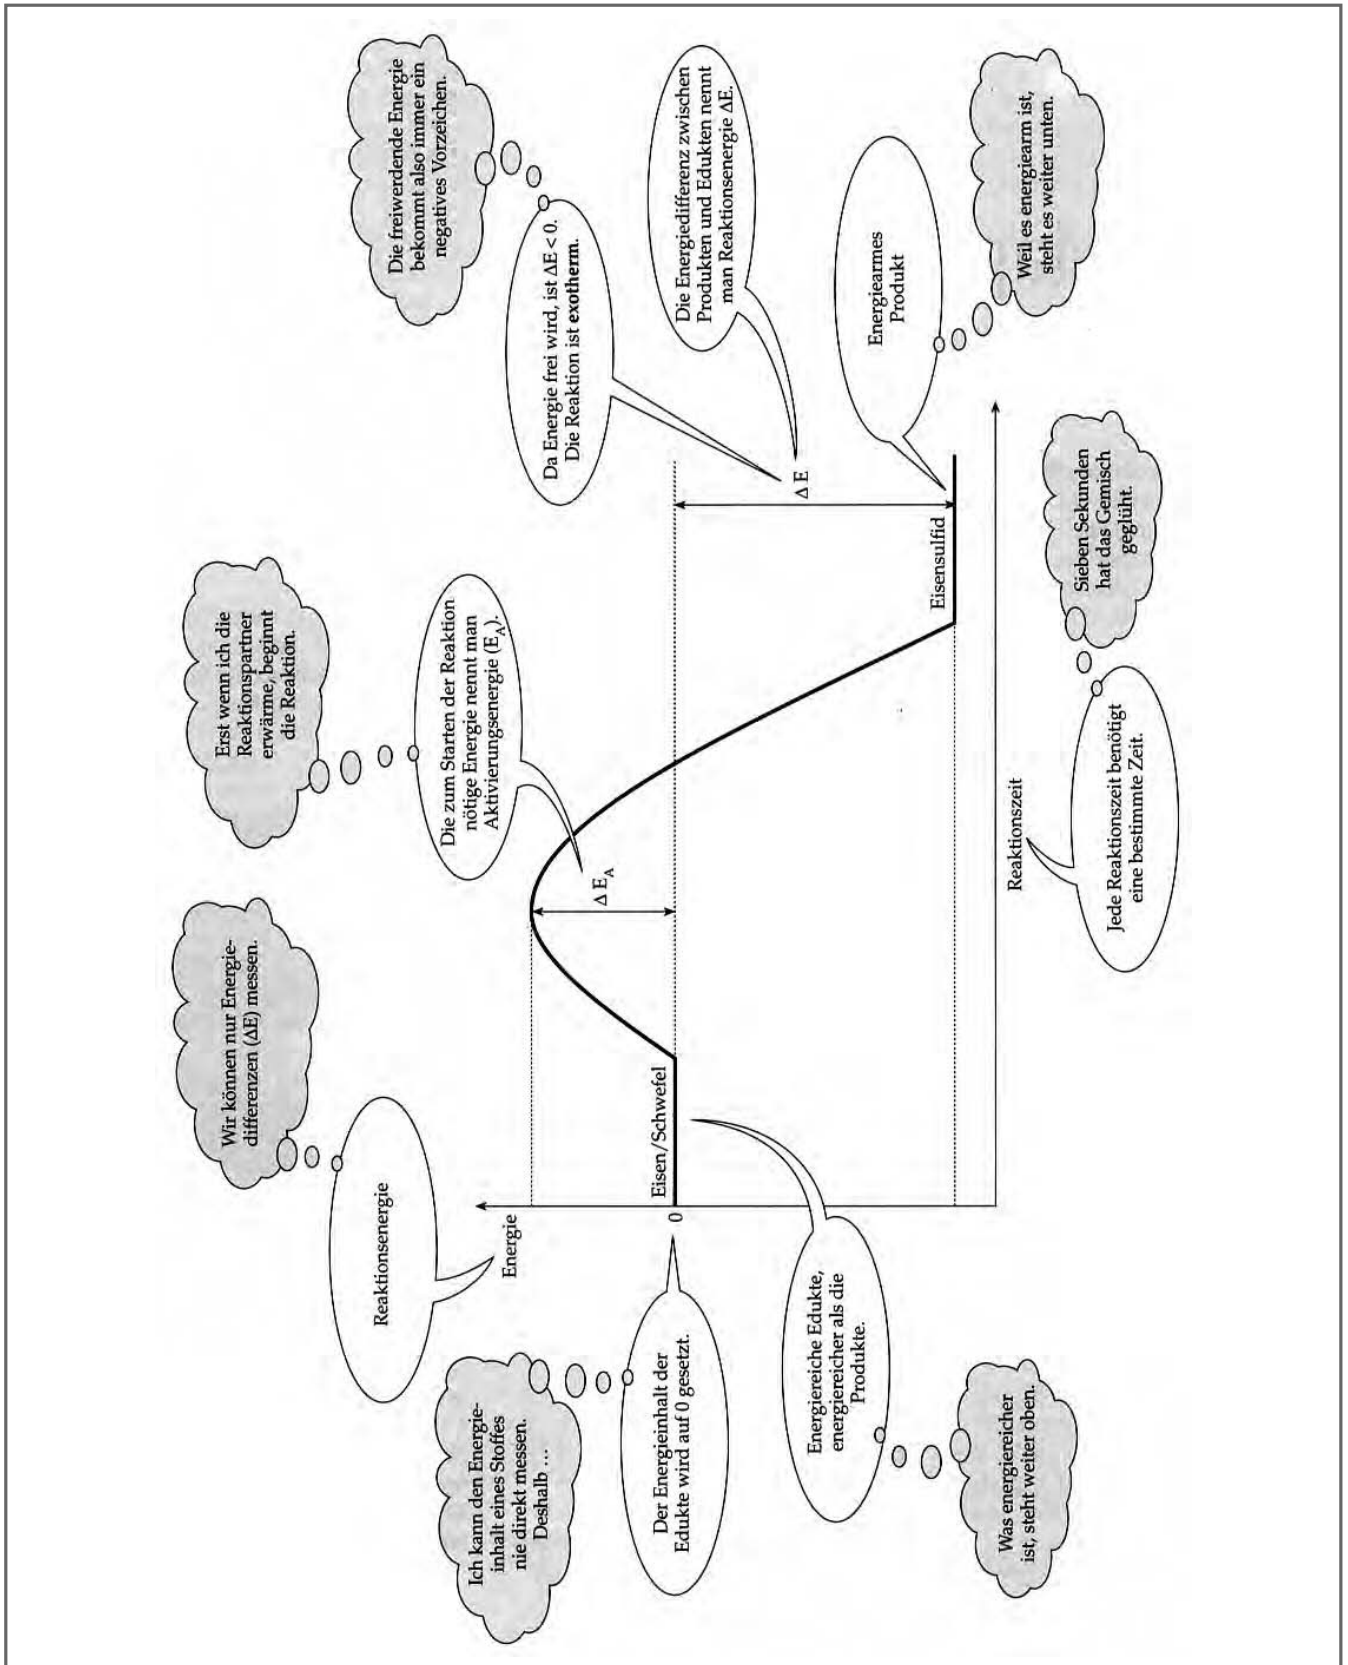 Ich kann den Energie-
inhalt eines Stoffes
nie direkt messen.
Deshalb ...
Der Energieinhalt der
Edukte wird auf 0 gesetzt.
Energiereiche Edukte,
energiereicher als die
Produkte.
Was energiereicher
ist, steht weiter oben.
Wir können nur Energie-
differenzen (ΔE) messen.
Reaktionsenergie
Energie
0
Eisen/Schwefel
Erst wenn ich die
Reaktionspartner
erwärme, beginnt
die Reaktion.
Die zum Starten der Reaktion
nötige Energie nennt man
Aktivierungsenergie (E_A).
Δ E_A
Reaktionszeit
Jede Reaktionszeit benötigt
eine bestimmte Zeit.
Sieben Sekunden
hat das Gemisch
geglüht.
Eisensulfid
Δ E
Die freiwerdende Energie
bekommt also immer ein
negatives Vorzeichen.
Da Energie frei wird, ist ΔE < 0.
Die Reaktion ist exotherm.
Die Energiedifferenz zwischen
Produkten und Edukten nennt
man Reaktionsenergie ΔE.
Energiearmes
Produkt
Weil es energiearm ist,
steht es weiter unten.